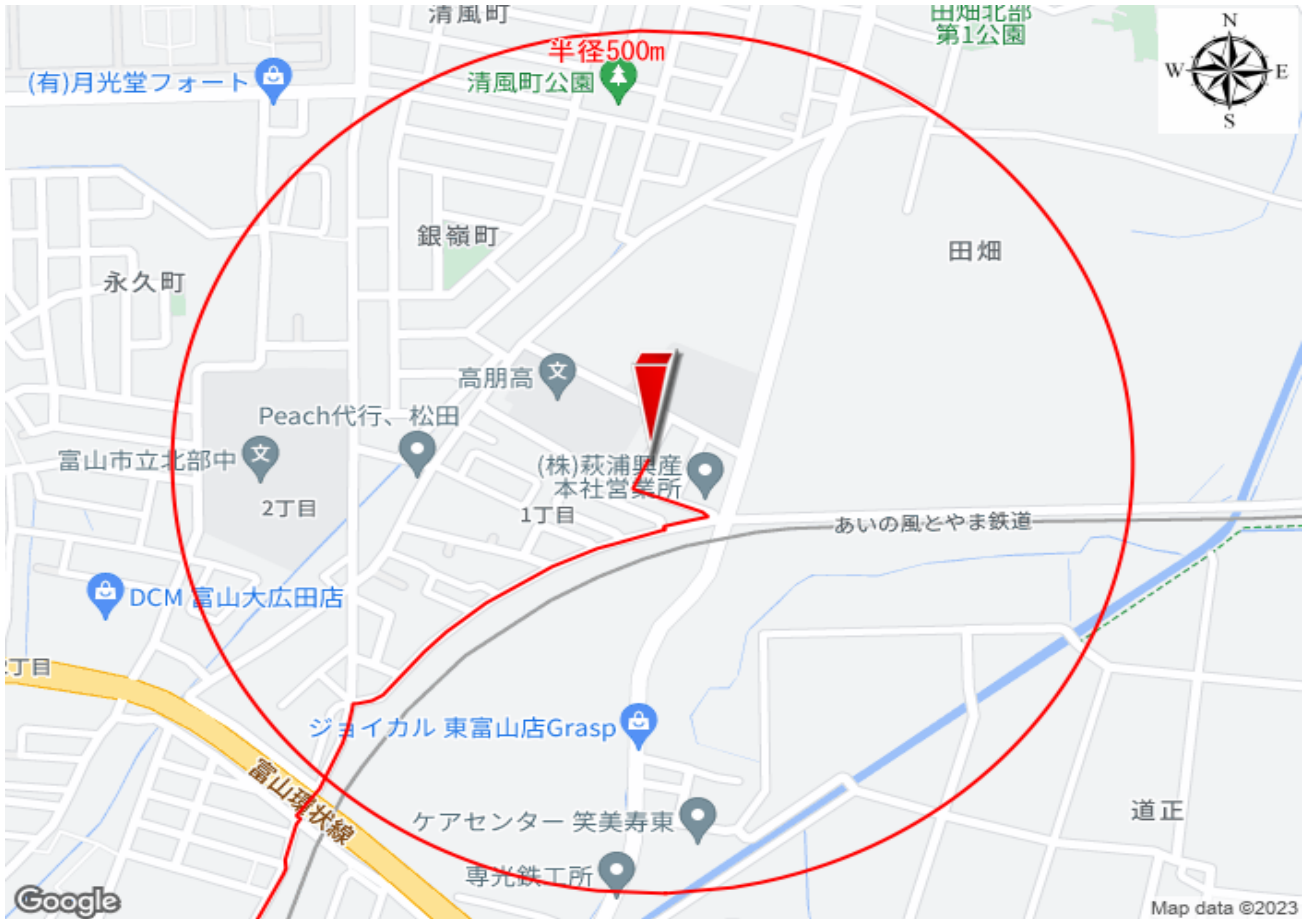 清風町
田畑北部
第1公園
N
W
E
S
半径500m
(有)月光堂フォート
清風町公園
銀嶺町
田畑
永久町
高朋高
文
Peach代行、松田
富山市立北部中
文
(株)萩浦興産
本社営業所
2丁目
1丁目
あいの風とやま鉄道
DCM 富山大広田店
丁目
ジョイカル 東富山店Grasp
富山環状線
ケアセンター 笑美寿東
道正
専光鉄工所
Google
Map data ©2023